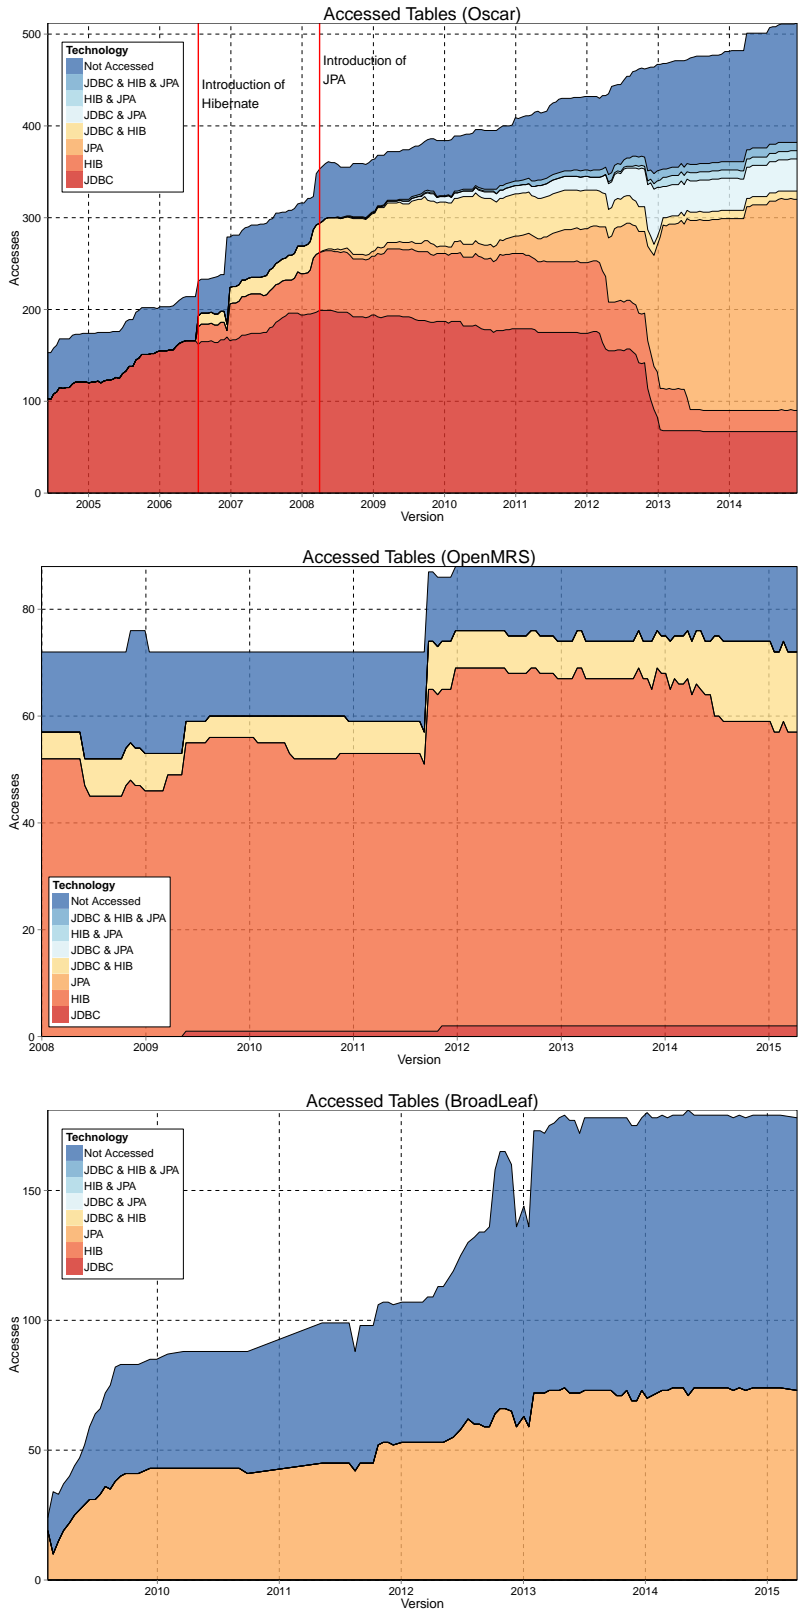 Accessed Tables (Oscar)
500
400
300
200
100
0
Accesses
Technology
Not Accessed
JDBC & HIB & JPA
HIB & JPA
JDBC & JPA
JDBC & HIB
JPA
HIB
JDBC
Introduction of
Hibernate
Introduction of
JPA
2005 2006 2007 2008 2009 2010 2011 2012 2013 2014
Version
Accessed Tables (OpenMRS)
80
60
40
20
0
Accesses
Technology
Not Accessed
JDBC & HIB & JPA
HIB & JPA
JDBC & JPA
JDBC & HIB
JPA
HIB
JDBC
2008 2009 2010 2011 2012 2013 2014 2015
Version
Accessed Tables (BroadLeaf)
150
100
50
0
Accesses
Technology
Not Accessed
JDBC & HIB & JPA
HIB & JPA
JDBC & JPA
JDBC & HIB
JPA
HIB
JDBC
2010 2011 2012 2013 2014 2015
Version